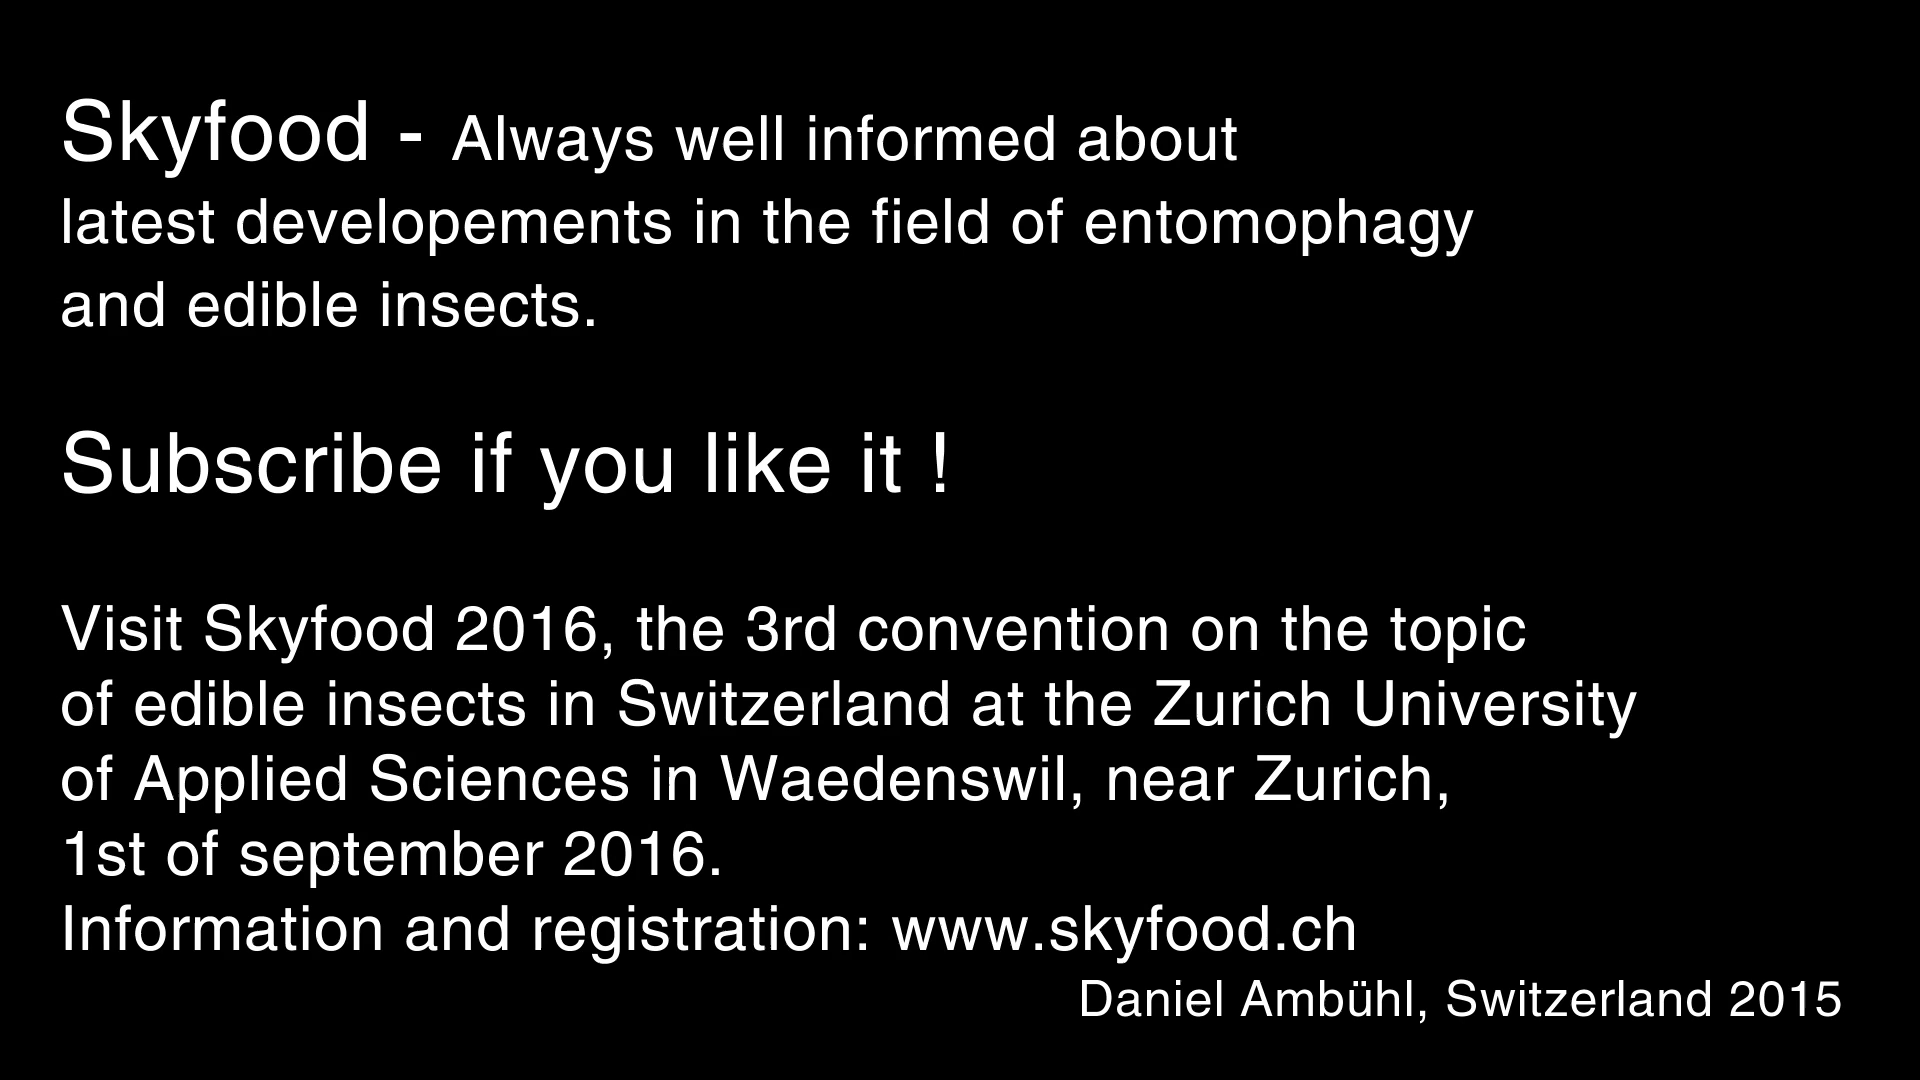 Skyfood - Always well informed about
latest developements in the field of entomophagy
and edible insects.
Subscribe if you like it !
Visit Skyfood 2016, the 3rd convention on the topic
of edible insects in Switzerland at the Zurich University
of Applied Sciences in Waedenswil, near Zurich,
1st of september 2016.
Information and registration: www.skyfood.ch
Daniel Ambühl, Switzerland 2015